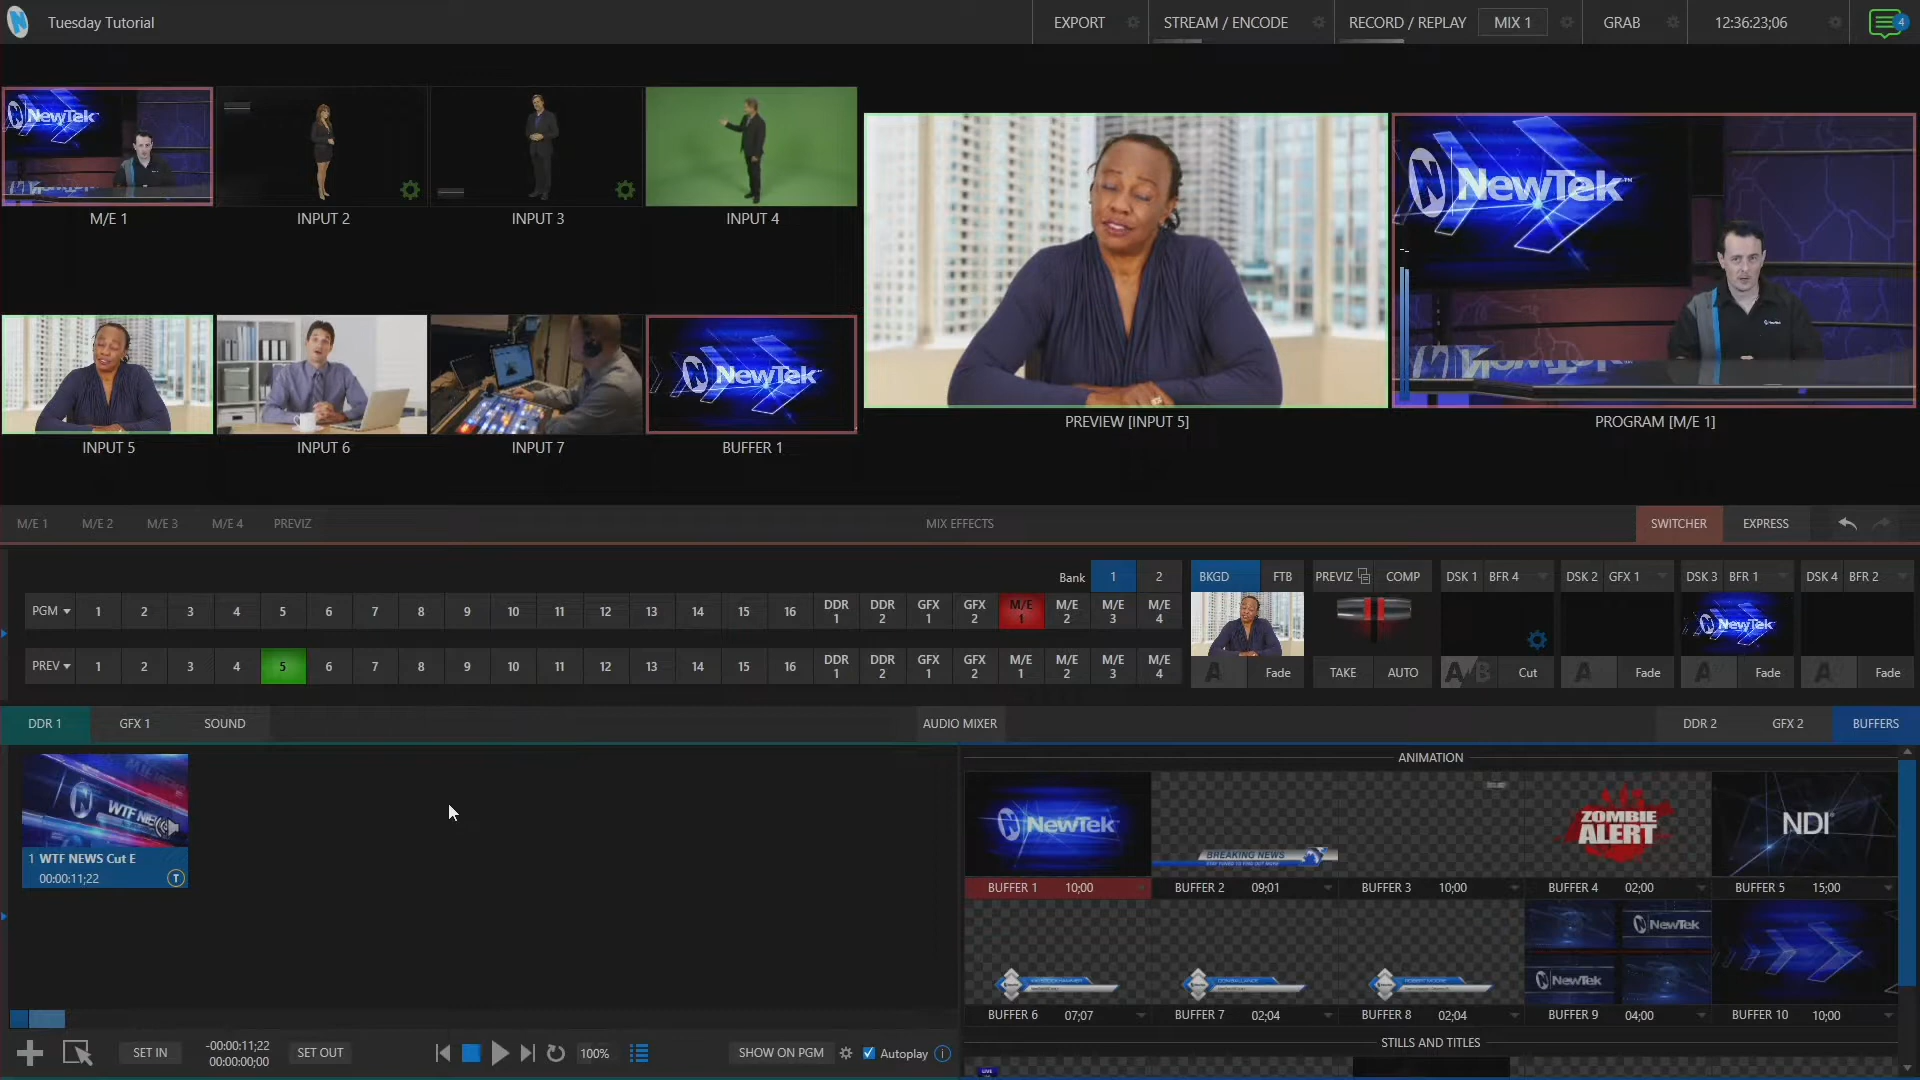 Tuesday Tutorial
EXPORT
STREAM / ENCODE
RECORD / REPLAY
MIX 1
GRAB
12:36:23;06
4
NewTek
M/E 1
INPUT 2
INPUT 3
INPUT 4
NewTek
INPUT 5
INPUT 6
INPUT 7
NewTek
BUFFER 1
PREVIEW [INPUT 5]
PROGRAM [M/E 1]
M/E 1
M/E 2
M/E 3
M/E 4
PREVIZ
MIX EFFECTS
SWITCHER
EXPRESS
Bank
1
2
PGM 1 2 3 4 5 6 7 8 9 10 11 12 13 14 15 16 DDR 1 DDR 2 GFX 1 GFX 2 M/E 1 M/E 2 M/E 3 M/E 4
PREV 1 2 3 4 5 6 7 8 9 10 11 12 13 14 15 16 DDR 1 DDR 2 GFX 1 GFX 2 M/E 1 M/E 2 M/E 3 M/E 4
BKGD
FTB
A
Fade
PREVIZ
COMP
TAKE
AUTO
DSK 1
BFR 4
A B
Cut
DSK 2
GFX 1
A
Fade
DSK 3
BFR 1
NewTek
A
Fade
DSK 4
BFR 2
A
Fade
DDR 1
GFX 1
SOUND
AUDIO MIXER
DDR 2
GFX 2
BUFFERS
WTF NE
1 WTF NEWS Cut E
00:00:11;22
T
SET IN
-00:00:11;22
00:00:00;00
SET OUT
100%
SHOW ON PGM
Autoplay
i
ANIMATION
NewTek
BREAKING NEWS
ZOMBIE
ALERT
NDI
BUFFER 1 10;00
BUFFER 2 09;01
BUFFER 3 10;00
BUFFER 4 02;00
BUFFER 5 15;00
NewTek
NewTek
BUFFER 6 07;07
BUFFER 7 02;04
BUFFER 8 02;04
BUFFER 9 04;00
BUFFER 10 10;00
STILLS AND TITLES
LIVE